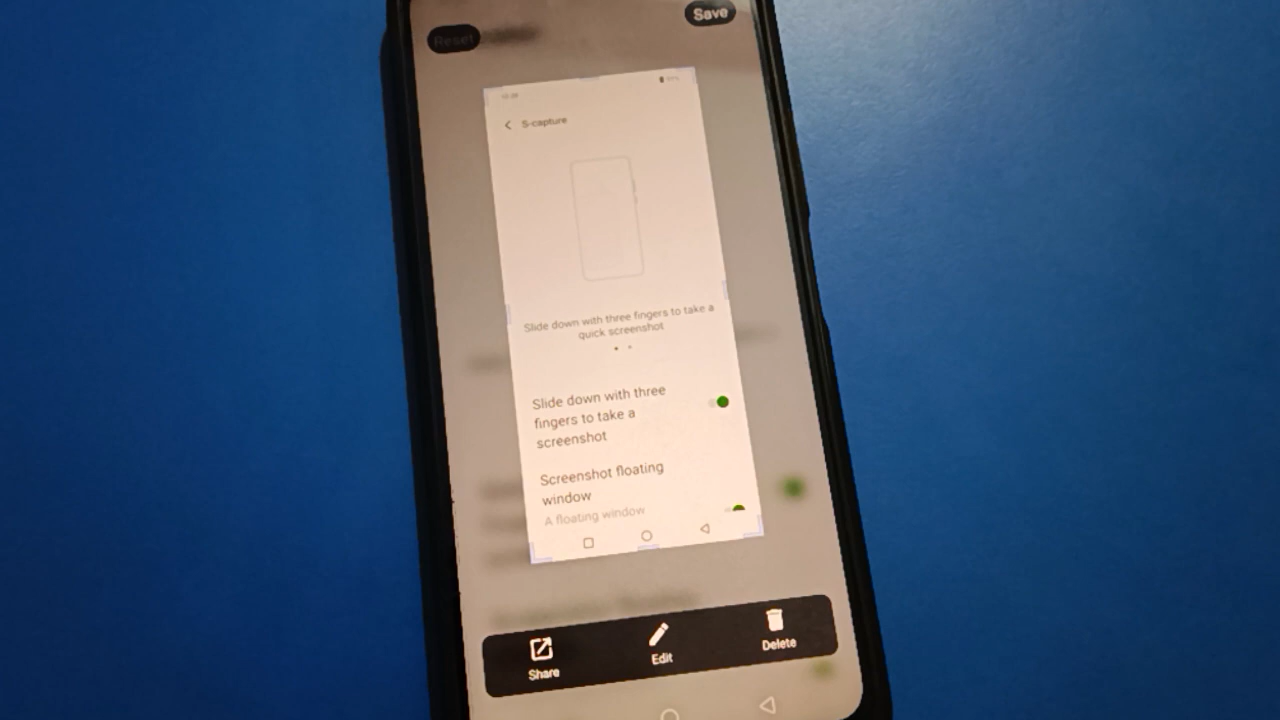 Reset
Save
S-capture
Slide down with three fingers to take a
quick screenshot
Slide down with three
fingers to take a
screenshot
Screenshot floating
window
A floating window
Share
Edit
Delete